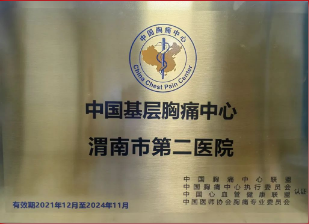 中国胸痛中心
China Chest Pain Center
中国基层胸痛中心
渭南市第二医院
中国胸痛中心联盟
中国胸痛中心执行委员会
中国心血管健康联盟
中国医师协会胸痛专业委员会
认证
有效期2021年12月至2024年11月